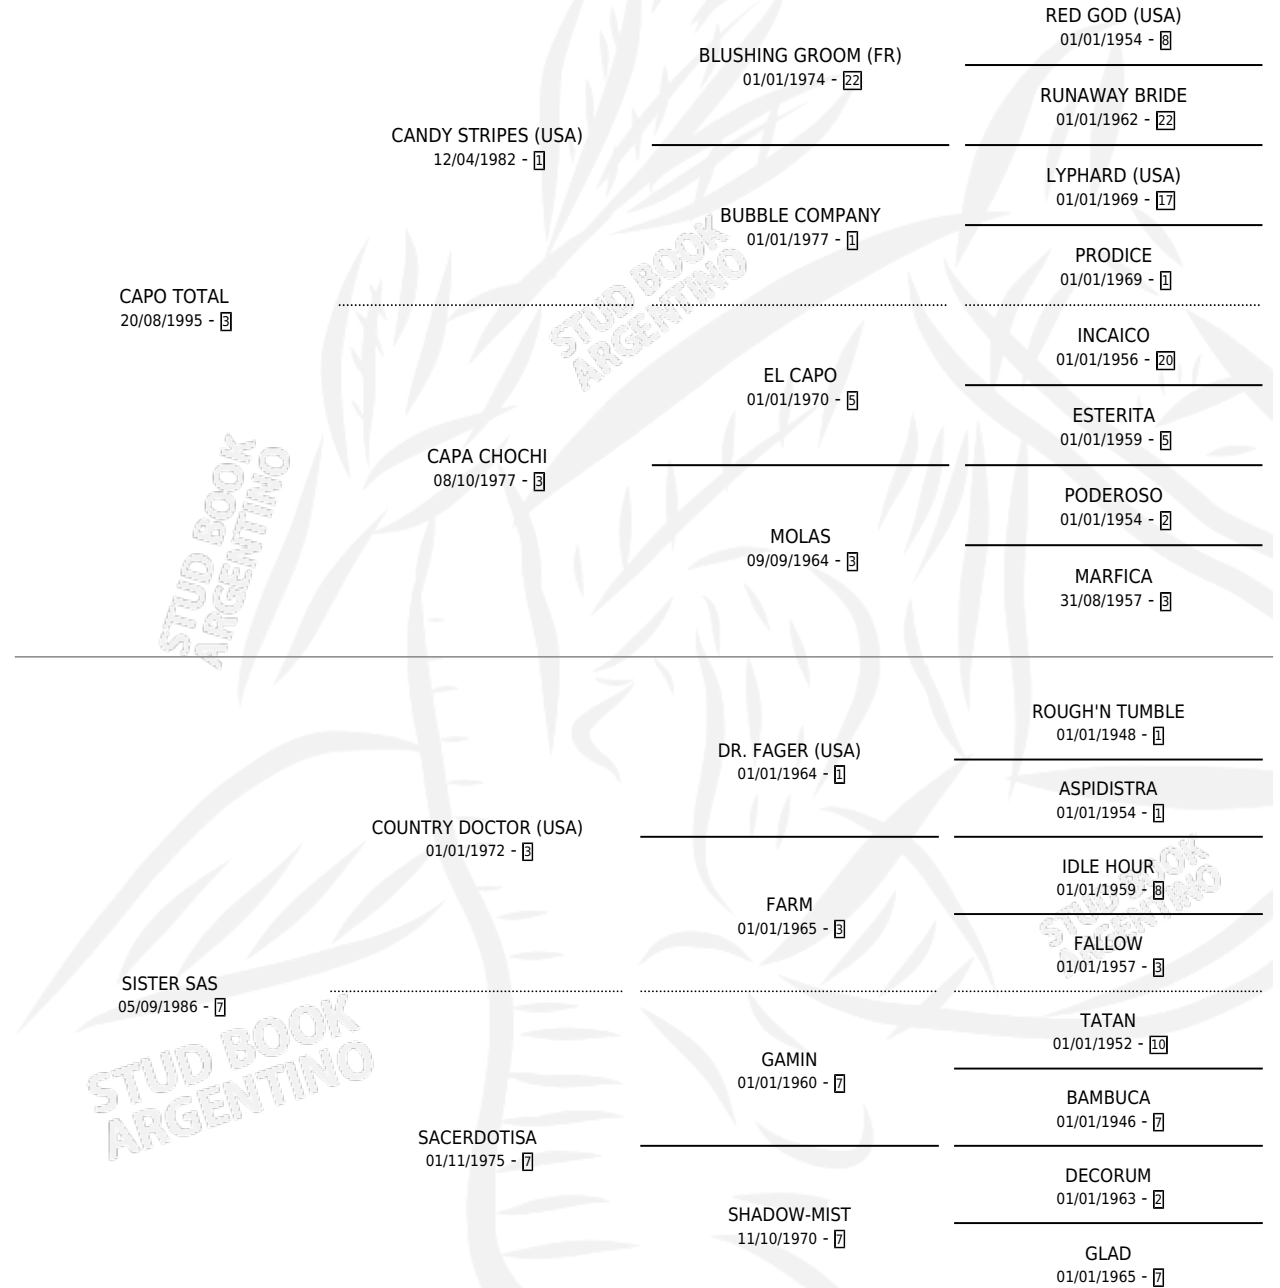 RED GOD (USA)
01/01/1954 - 8
BLUSHING GROOM (FR)
01/01/1974 - 22
RUNAWAY BRIDE
01/01/1962 - 22
CANDY STRIPES (USA)
12/04/1982 - 1
LYPHARD (USA)
01/01/1969 - 17
BUBBLE COMPANY
01/01/1977 - 1
PRODICE
01/01/1969 - 1
CAPO TOTAL
20/08/1995 - 3
STUD BOOK
ARGENTINO
INCAICO
01/01/1956 - 20
EL CAPO
01/01/1970 - 5
ESTERITA
01/01/1959 - 5
CAPA CHOCHI
08/10/1977 - 3
PODEROSO
01/01/1954 - 2
MOLAS
09/09/1964 - 3
MARFICA
31/08/1957 - 3
STUD BOOK
ARGENTINO
ROUGH'N TUMBLE
01/01/1948 - 1
DR. FAGER (USA)
01/01/1964 - 1
ASPIDISTRA
01/01/1954 - 1
COUNTRY DOCTOR (USA)
01/01/1972 - 3
IDLE HOUR
01/01/1959 - 8
FARM
01/01/1965 - 3
FALLOW
01/01/1957 - 3
STUD BOOK
ARGENTINO
SISTER SAS
05/09/1986 - 7
TATAN
01/01/1952 - 10
GAMIN
01/01/1960 - 7
BAMBUCA
01/01/1946 - 7
STUD BOOK
ARGENTINO
SACERDOTISA
01/11/1975 - 7
DECORUM
01/01/1963 - 2
SHADOW-MIST
11/10/1970 - 7
GLAD
01/01/1965 - 7